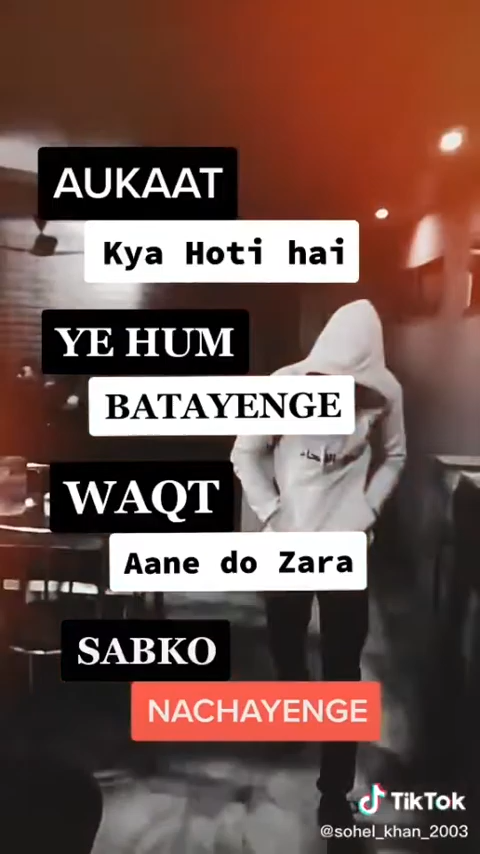 AUKAAT
Kya Hoti hai
YE HUM
BATAYENGE
WAQT
Aane do Zara
SABKO
NACHAYENGE
TikTok
@sohel_khan_2003